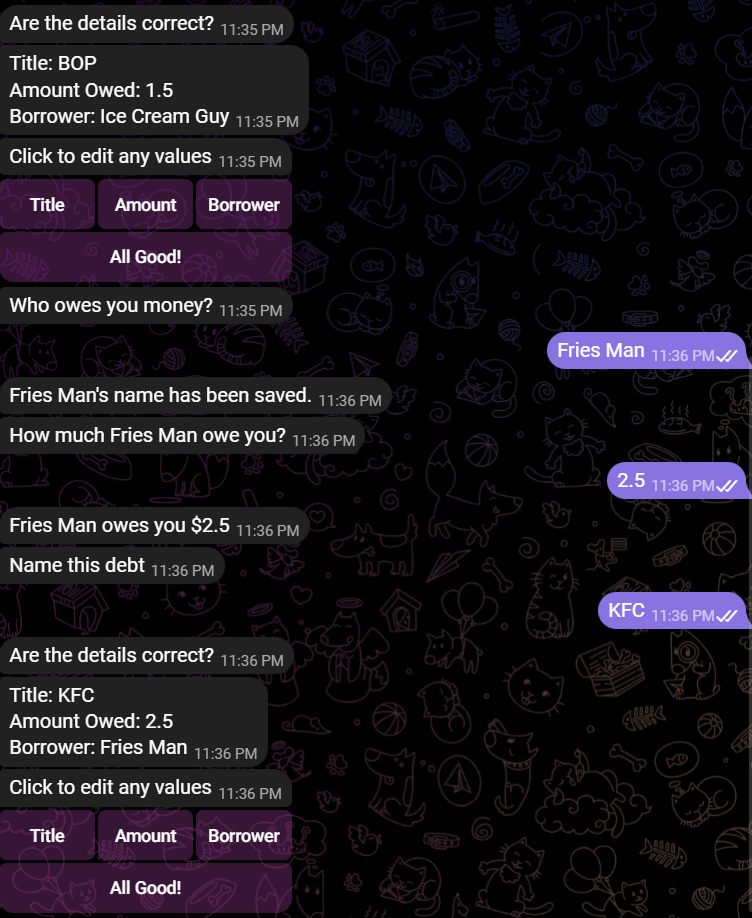 Are the details correct? 11:35 PM
Title: BOP
Amount Owed: 1.5
Borrower: Ice Cream Guy 11:35 PM
Click to edit any values 11:35 PM
Title Amount Borrower
All Good!
Who owes you money? 11:35 PM
Fries Man 11:36 PM
Fries Man's name has been saved. 11:36 PM
How much Fries Man owe you? 11:36 PM
2.5 11:36 PM
Fries Man owes you $2.5 11:36 PM
Name this debt 11:36 PM
KFC 11:36 PM
Are the details correct? 11:36 PM
Title: KFC
Amount Owed: 2.5
Borrower: Fries Man 11:36 PM
Click to edit any values 11:36 PM
Title Amount Borrower
All Good!